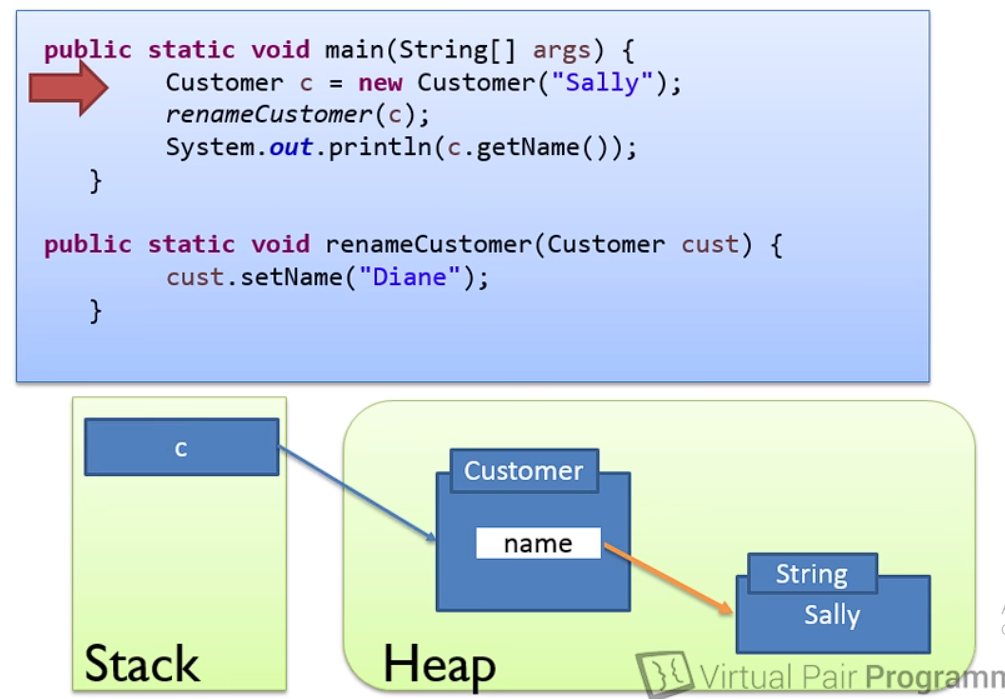 public static void main(String[] args) {
Customer c = new Customer("Sally");
renameCustomer(c);
System.out.println(c.getName());
}
public static void renameCustomer(Customer cust) {
cust.setName("Diane");
}
c
Customer
name
String
Sally
Stack
Heap
Virtual Pair